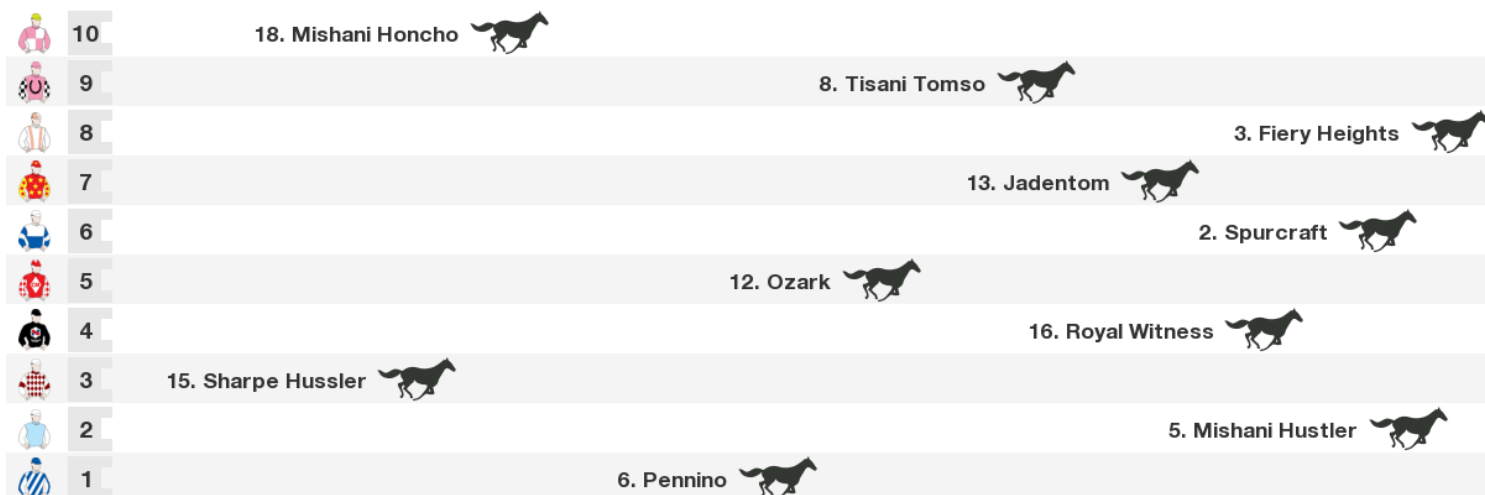 10 18. Mishani Honcho
9 8. Tisani Tomso
8 3. Fiery Heights
7 13. Jadentom
6 2. Spurcraft
5 12. Ozark
4 16. Royal Witness
3 15. Sharpe Hussler
2 5. Mishani Hustler
1 6. Pennino